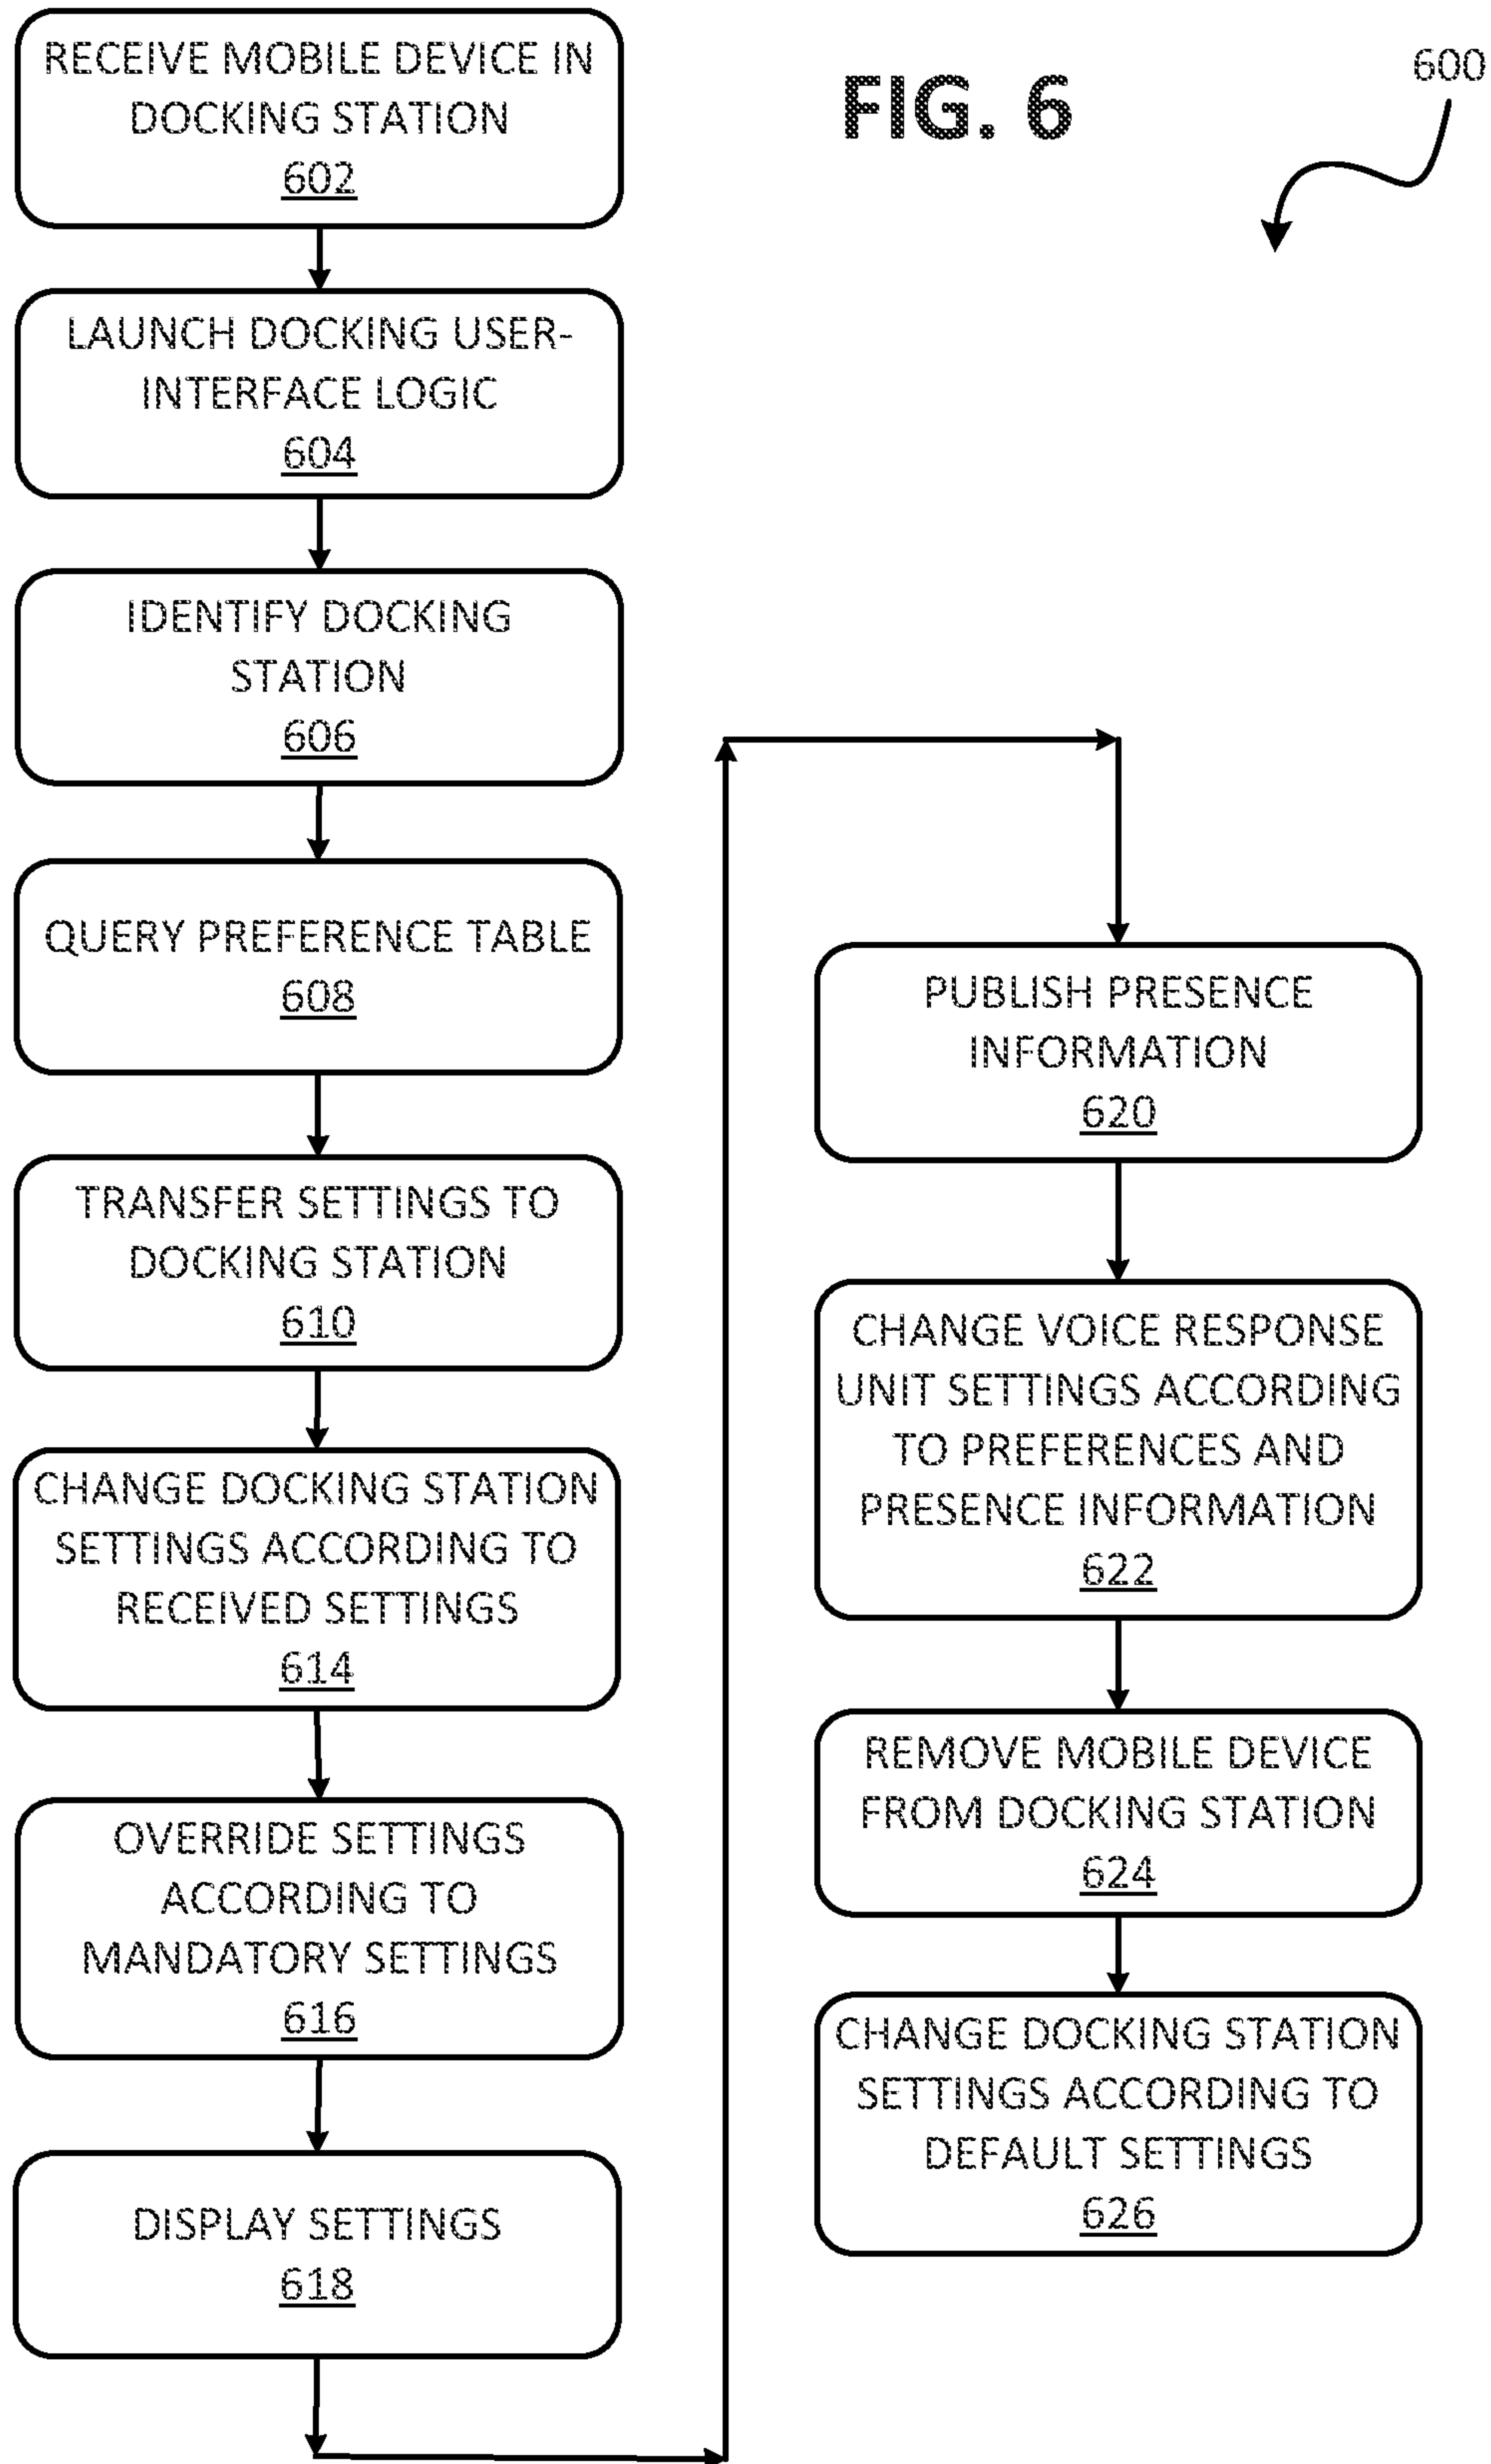 FIG. 6
600
RECEIVE MOBILE DEVICE IN
DOCKING STATION
602
LAUNCH DOCKING USER-
INTERFACE LOGIC
604
IDENTIFY DOCKING
STATION
606
QUERY PREFERENCE TABLE
608
TRANSFER SETTINGS TO
DOCKING STATION
610
CHANGE DOCKING STATION
SETTINGS ACCORDING TO
RECEIVED SETTINGS
614
OVERRIDE SETTINGS
ACCORDING TO
MANDATORY SETTINGS
616
DISPLAY SETTINGS
618
PUBLISH PRESENCE
INFORMATION
620
CHANGE VOICE RESPONSE
UNIT SETTINGS ACCORDING
TO PREFERENCES AND
PRESENCE INFORMATION
622
REMOVE MOBILE DEVICE
FROM DOCKING STATION
624
CHANGE DOCKING STATION
SETTINGS ACCORDING TO
DEFAULT SETTINGS
626